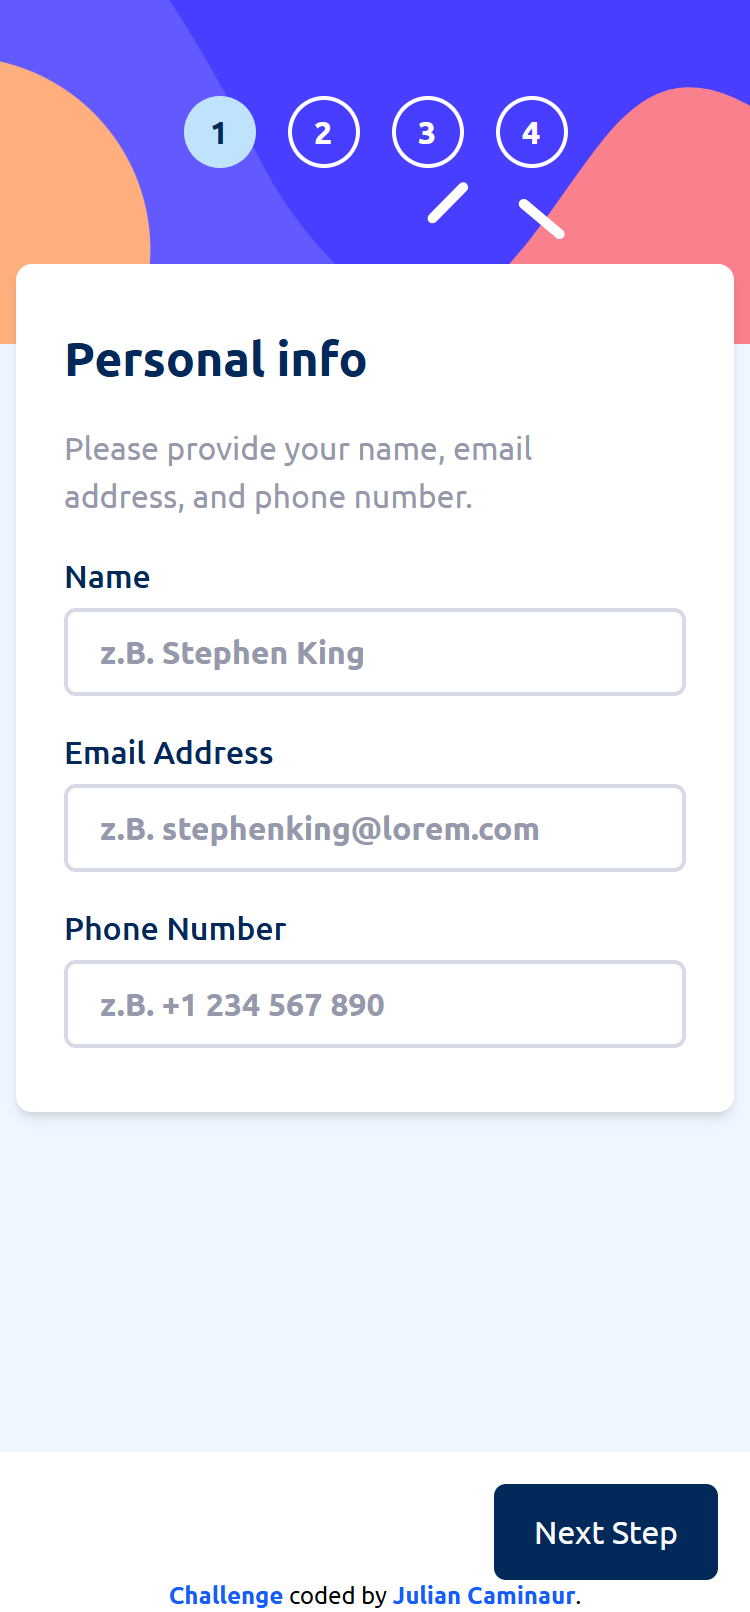 1 2 3 4
Personal info
Please provide your name, email
address, and phone number.
Name
z.B. Stephen King
Email Address
z.B. stephenking@lorem.com
Phone Number
z.B. +1 234 567 890
Next Step
Challenge coded by Julian Caminaur.